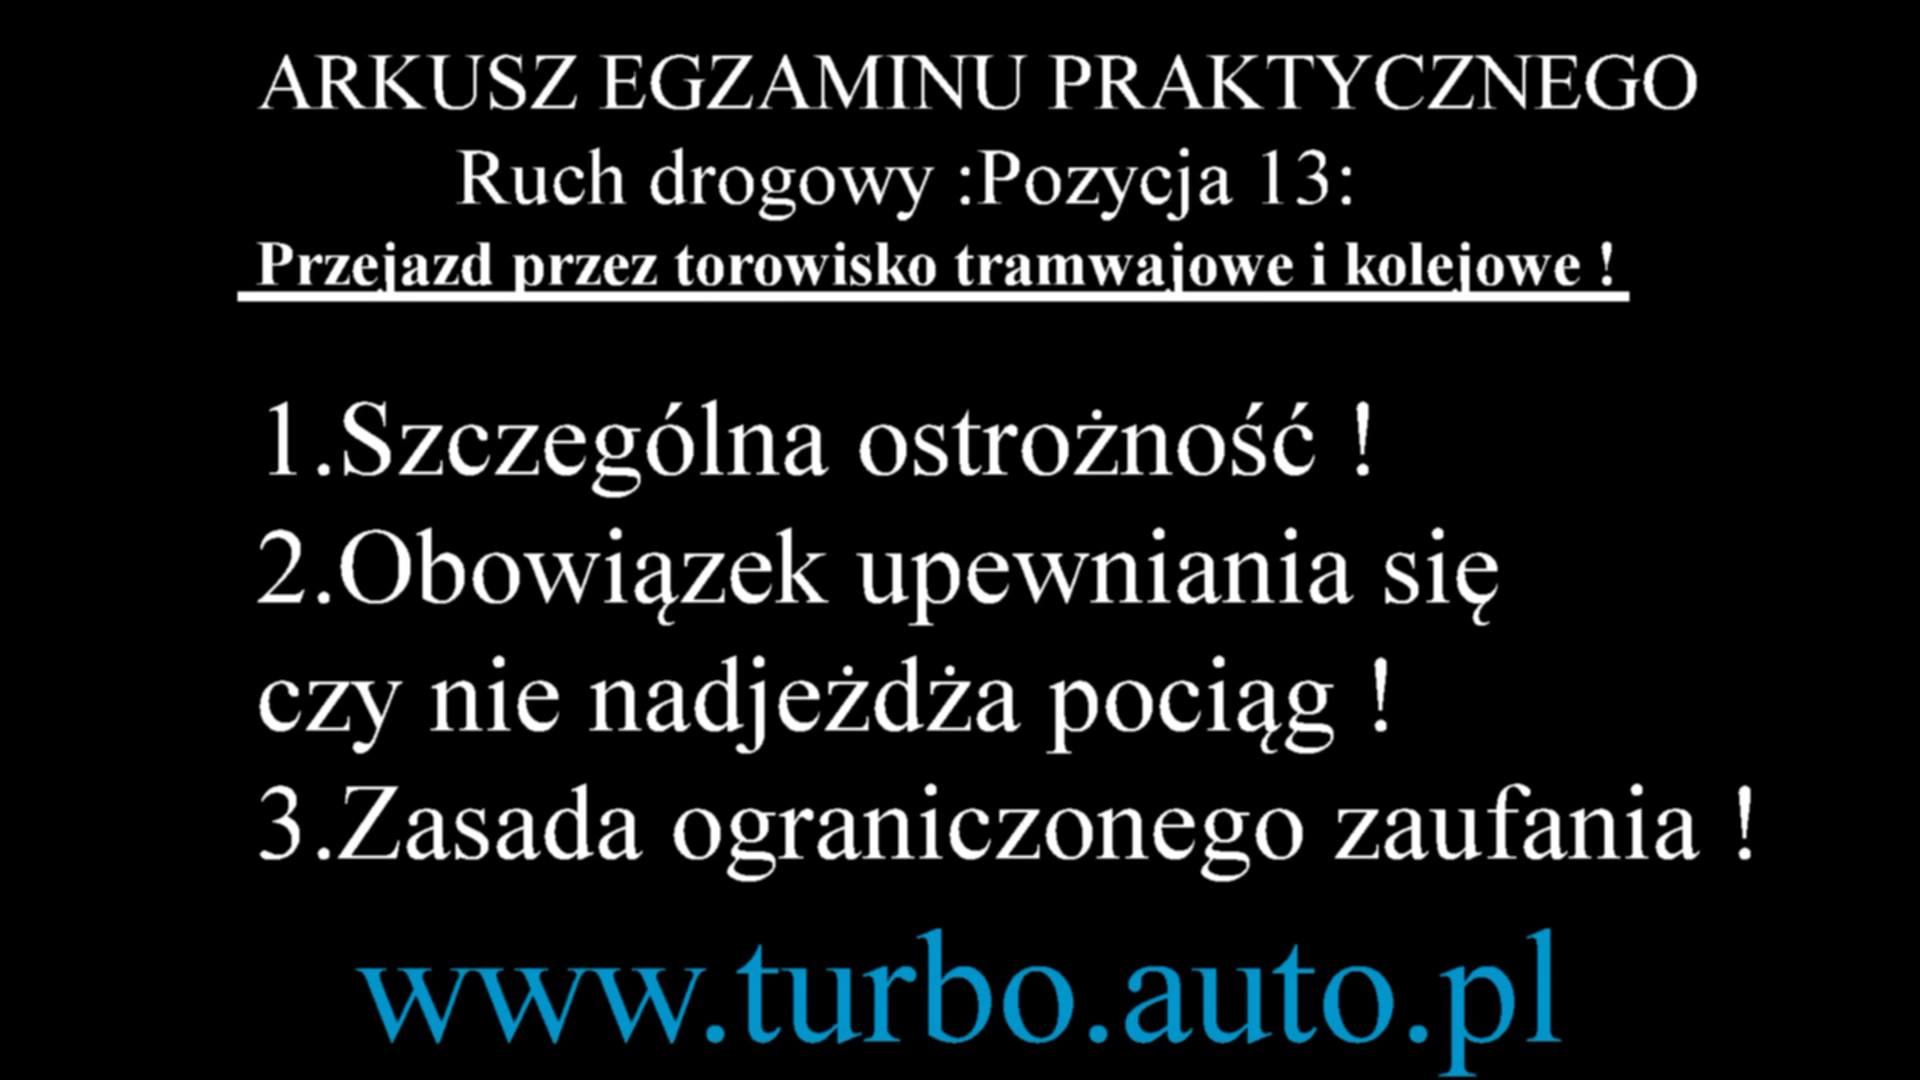 ARKUSZ EGZAMINU PRAKTYCZNEGO
Ruch drogowy :Pozycja 13:
Przejazd przez torowisko tramwajowe i kolejowe !
1.Szczególna ostrożność !
2.Obowiązek upewniania się
czy nie nadjeżdża pociąg !
3.Zasada ograniczonego zaufania !
www.turbo.auto.pl